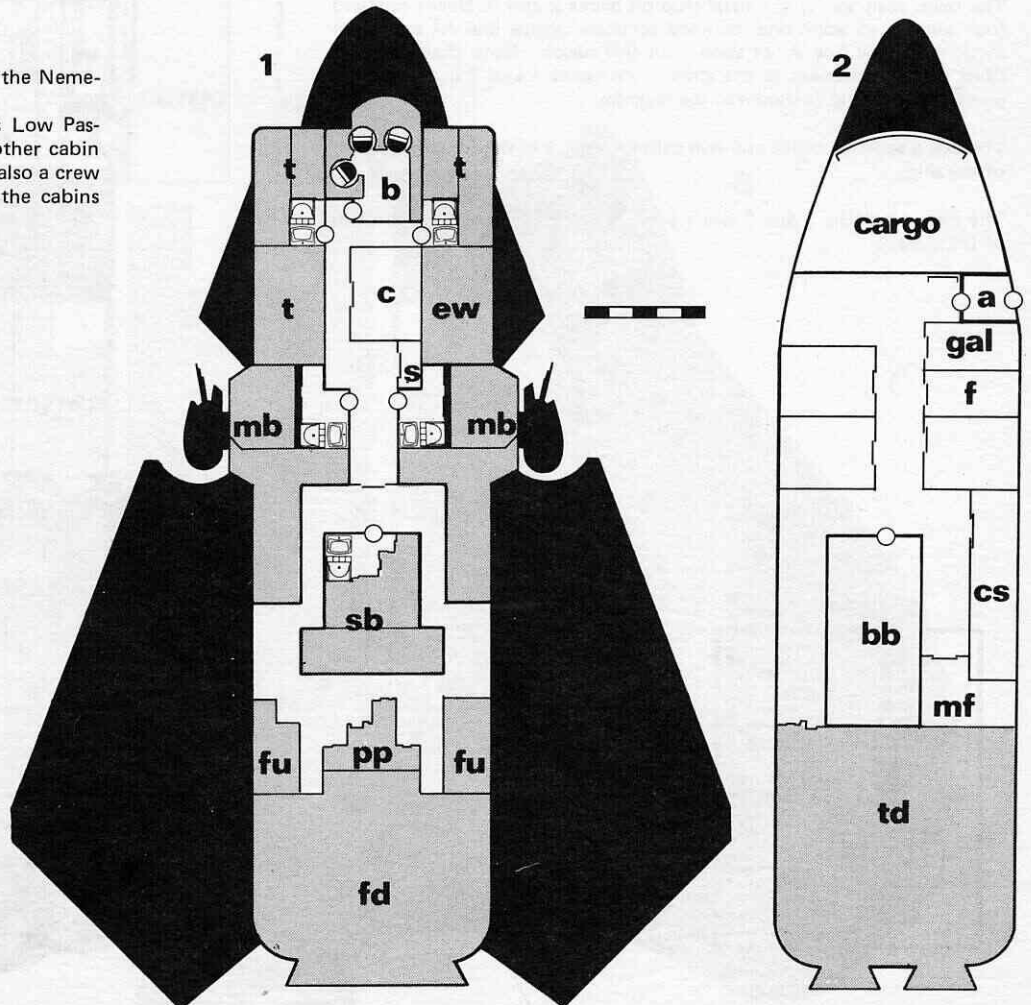 the Neme-
s Low Pas-
other cabin
also a crew
the cabins
1
t
b
t
t
c
ew
s
mb
mb
sb
fu
pp
fu
fd
2
cargo
a
gal
f
cs
bb
mf
td